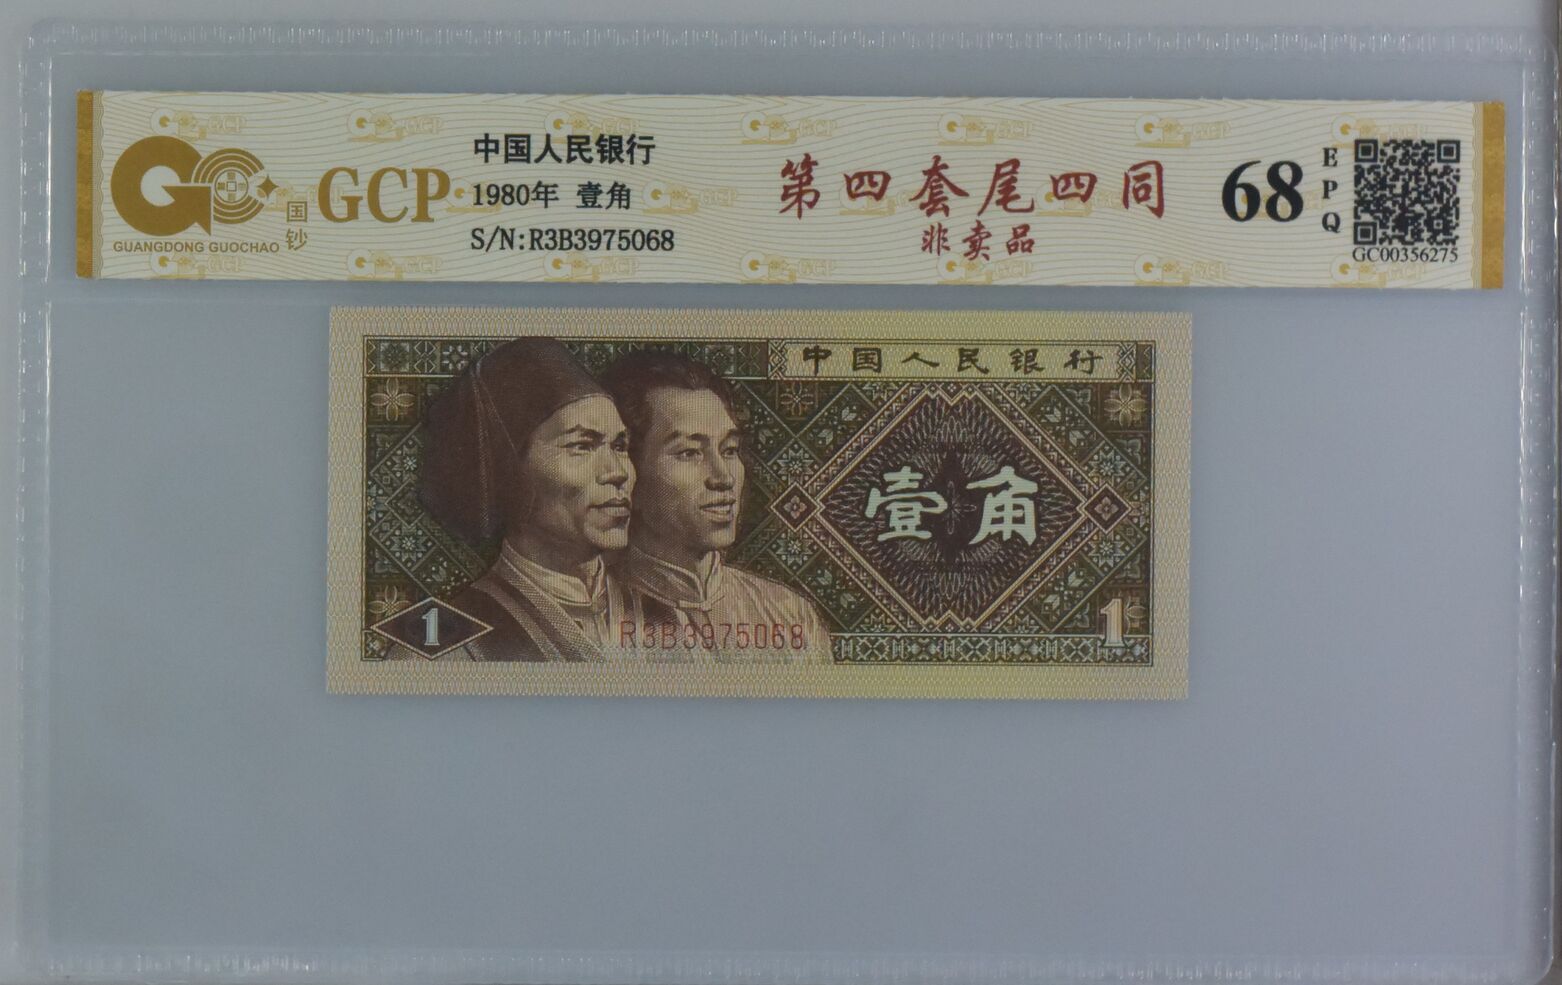 GUANGDONG GUOCHAO
国钞
GCP
中国人民银行
1980年 壹角
S/N:R3B3975068
第四套尾四同
非卖品
68
EPQ
GC00356275
中国人民银行
壹角
1
R3B3975068
1